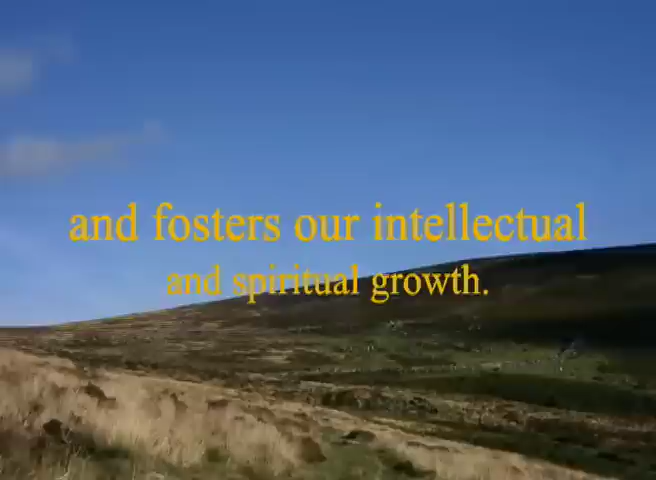 and fosters our intellectual
and spiritual growth.